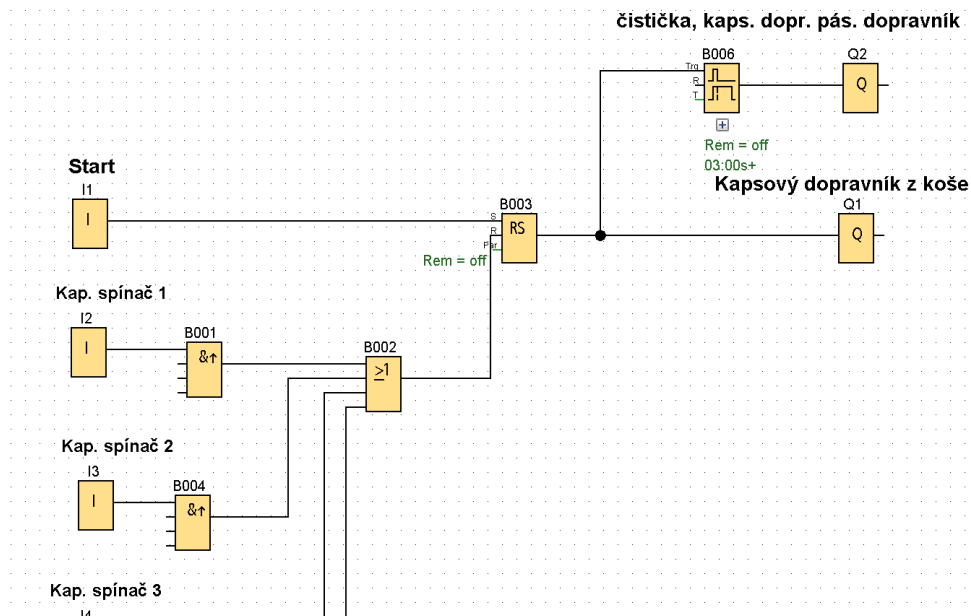 čistička, kaps. dopr. pás. dopravník
B006
Q2
Trg
R
T
Q
Rem = off
03:00s+
Kapsový dopravník z koše
Start
I1
I
B003
S
R
Par
RS
Rem = off
Q1
Q
Kap. spínač 1
I2
I
B001
&↑
B002
≥1
Kap. spínač 2
I3
I
B004
&↑
Kap. spínač 3
I4